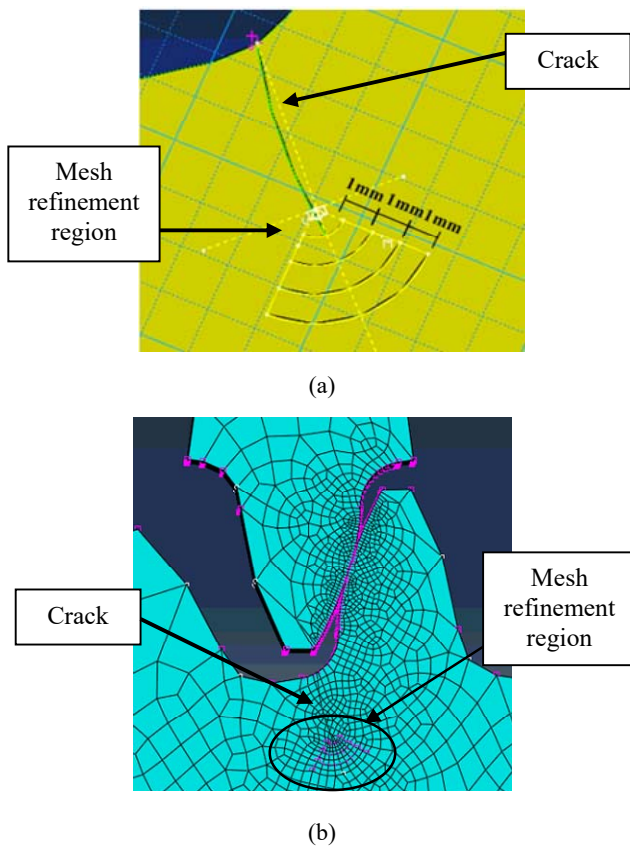 Crack
Mesh
refinement
region
1mm 1mm 1mm
(a)
Crack
Mesh
refinement
region
(b)